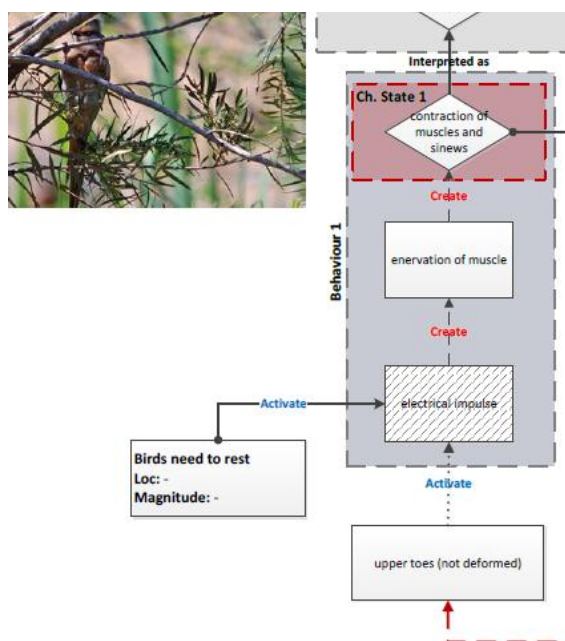 Interpreted as
Ch. State 1
contraction of
muscles and
sinews
Create
enervation of muscle
Behaviour 1
Create
electrical impulse
Activate
Birds need to rest
Loc: -
Magnitude: -
Activate
upper toes (not deformed)